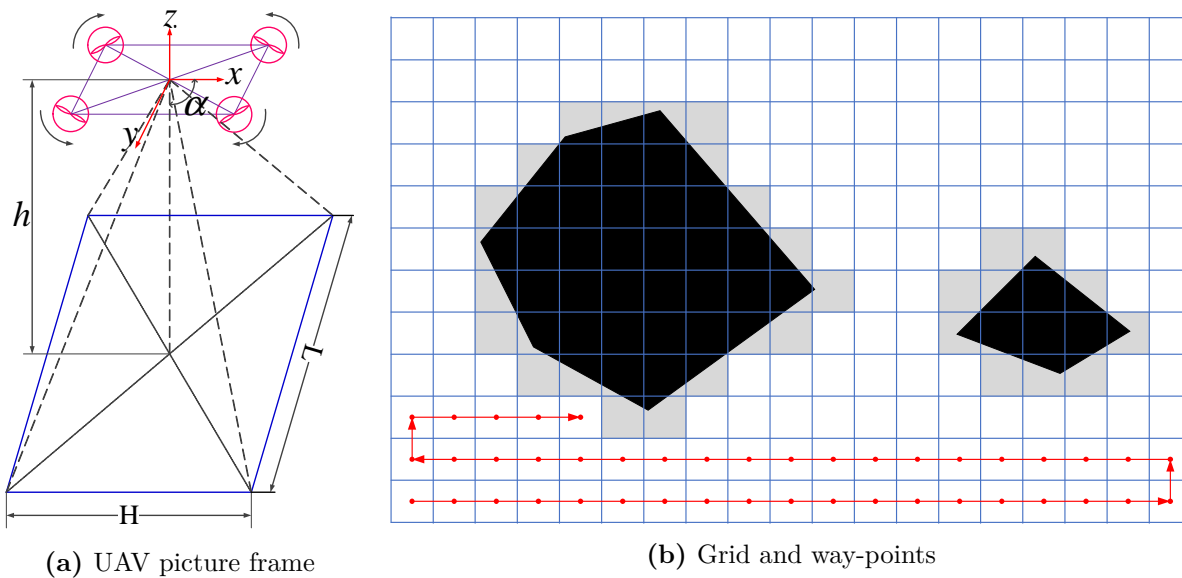 z
x
α
y
h
L
H
(a) UAV picture frame
(b) Grid and way-points